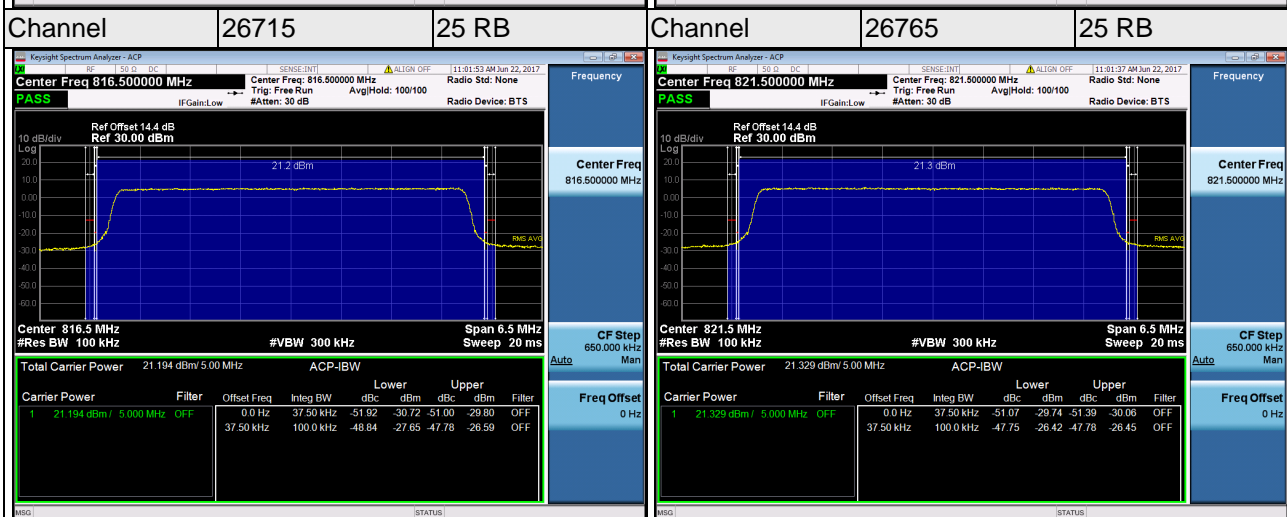 Channel 26715 25 RB Channel 26765 25 RB
Keysight Spectrum Analyzer - ACP
RF 50 Ω DC SENSE:INT ALIGN OFF 11:01:53 AM Jun 22, 2017
Center Freq 816.500000 MHz Center Freq: 816.500000 MHz Radio Std: None Frequency
Trig: Free Run Avg|Hold: 100/100
PASS IFGain:Low #Atten: 30 dB Radio Device: BTS
Ref Offset 14.4 dB
10 dB/div Ref 30.00 dBm
Log
21.2 dBm
20.0
10.0
0.00
-10.0
-20.0
-30.0
-40.0
-50.0
-60.0
RMS AVG
Center Freq
816.500000 MHz
Center 816.5 MHz Span 6.5 MHz
#Res BW 100 kHz #VBW 300 kHz Sweep 20 ms
CF Step
650.000 kHz
Auto Man
Total Carrier Power 21.194 dBm/ 5.00 MHz ACP-IBW
Lower Upper
Carrier Power Filter Offset Freq Integ BW dBc dBm dBc dBm Filter
1 21.194 dBm / 5.000 MHz OFF 0.0 Hz 37.50 kHz -51.92 -30.72 -51.00 -29.80 OFF
37.50 kHz 100.0 kHz -48.84 -27.65 -47.78 -26.59 OFF
Freq Offset
0 Hz
MSG STATUS
Keysight Spectrum Analyzer - ACP
RF 50 Ω DC SENSE:INT ALIGN OFF 11:01:37 AM Jun 22, 2017
Center Freq 821.500000 MHz Center Freq: 821.500000 MHz Radio Std: None Frequency
Trig: Free Run Avg|Hold: 100/100
PASS IFGain:Low #Atten: 30 dB Radio Device: BTS
Ref Offset 14.4 dB
10 dB/div Ref 30.00 dBm
Log
21.3 dBm
20.0
10.0
0.00
-10.0
-20.0
-30.0
-40.0
-50.0
-60.0
RMS AVG
Center Freq
821.500000 MHz
Center 821.5 MHz Span 6.5 MHz
#Res BW 100 kHz #VBW 300 kHz Sweep 20 ms
CF Step
650.000 kHz
Auto Man
Total Carrier Power 21.329 dBm/ 5.00 MHz ACP-IBW
Lower Upper
Carrier Power Filter Offset Freq Integ BW dBc dBm dBc dBm Filter
1 21.329 dBm / 5.000 MHz OFF 0.0 Hz 37.50 kHz -51.07 -29.74 -51.39 -30.06 OFF
37.50 kHz 100.0 kHz -47.75 -26.42 -47.78 -26.45 OFF
Freq Offset
0 Hz
MSG STATUS